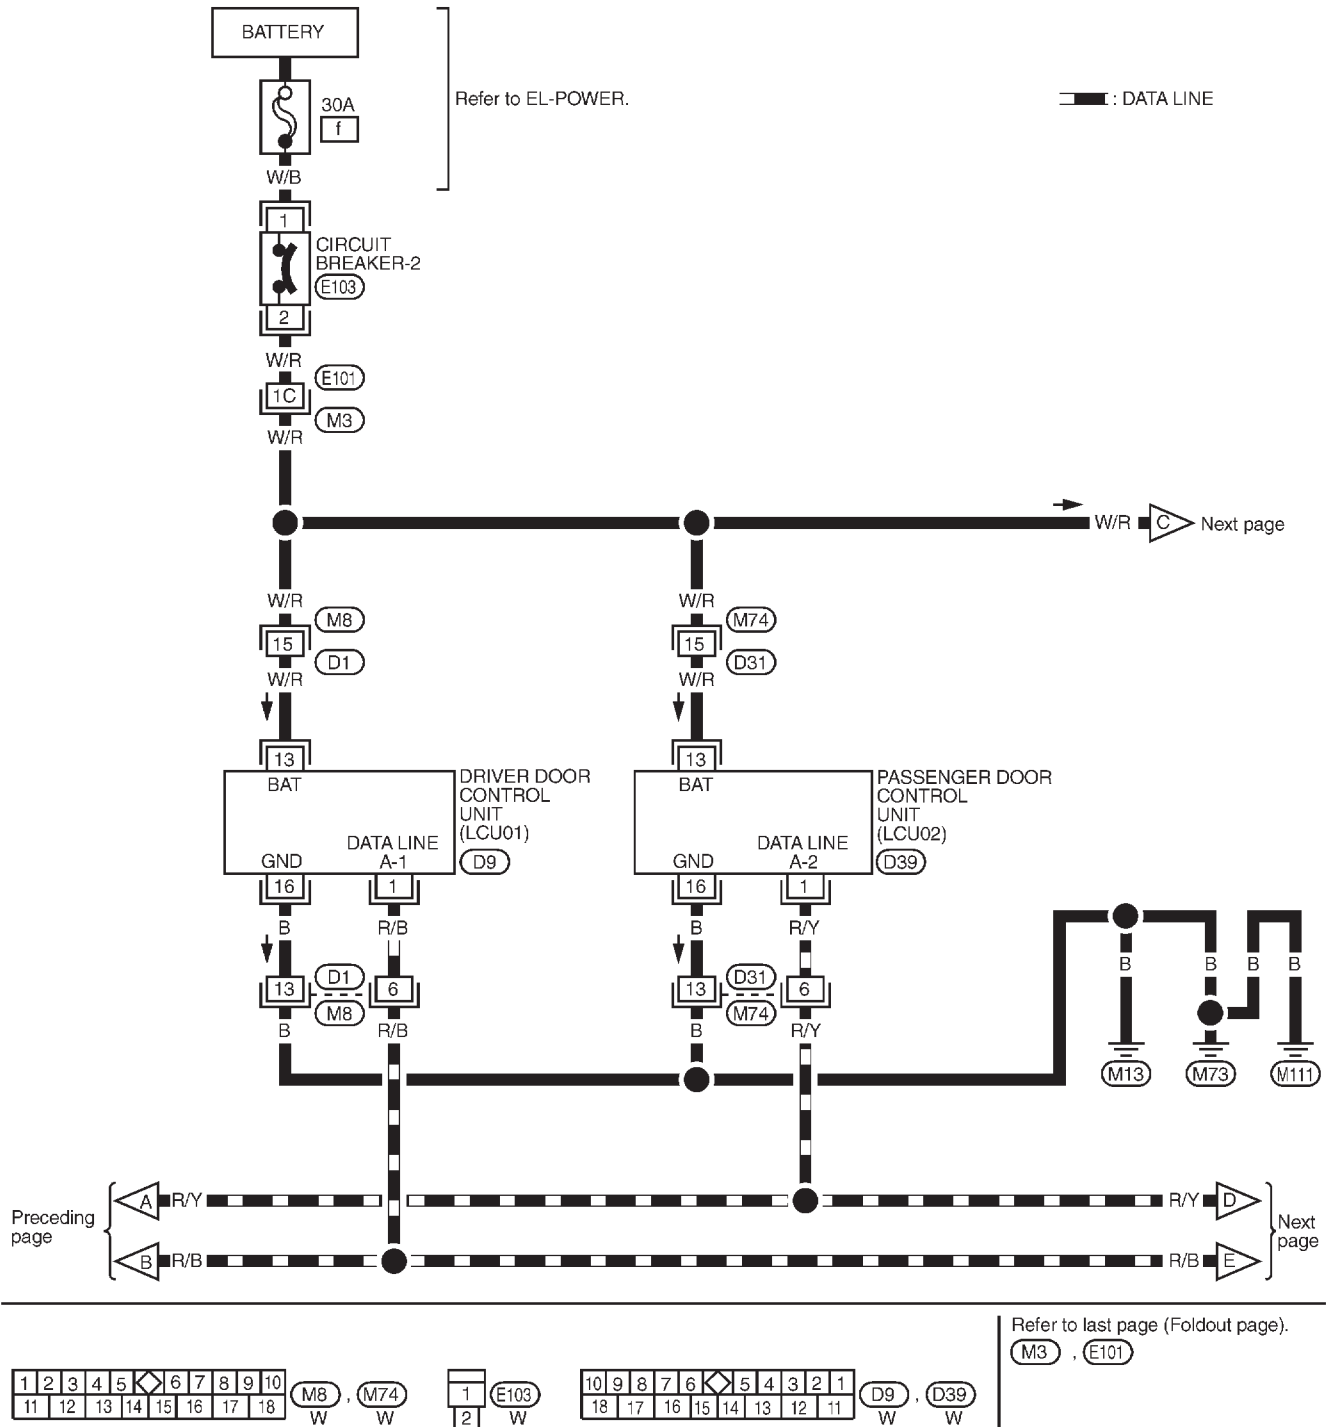 BATTERY
30A
f
Refer to EL-POWER.
: DATA LINE
W/B
1
CIRCUIT
BREAKER-2
E103
2
W/R
E101
1C
M3
W/R
W/R C Next page
W/R W/R
M8 M74
15 15
D1 D31
W/R W/R
13 13
BAT BAT
DRIVER DOOR
CONTROL
UNIT
(LCU01)
D9
PASSENGER DOOR
CONTROL
UNIT
(LCU02)
D39
DATA LINE
GND A-1
DATA LINE
GND A-2
16 1 16 1
B R/B B R/Y
D1 D31
13 6 13 6
M8 M74
B R/B B R/Y
B B B B
M13 M73 M111
Preceding
page
A R/Y R/Y D
B R/B R/B E
Next
page
Refer to last page (Foldout page).
M3 , E101
1 2 3 4 5 6 7 8 9 10
11 12 13 14 15 16 17 18
M8 , M74
W W
1
2
E103
W
10 9 8 7 6 5 4 3 2 1
18 17 16 15 14 13 12 11
D9 , D39
W W